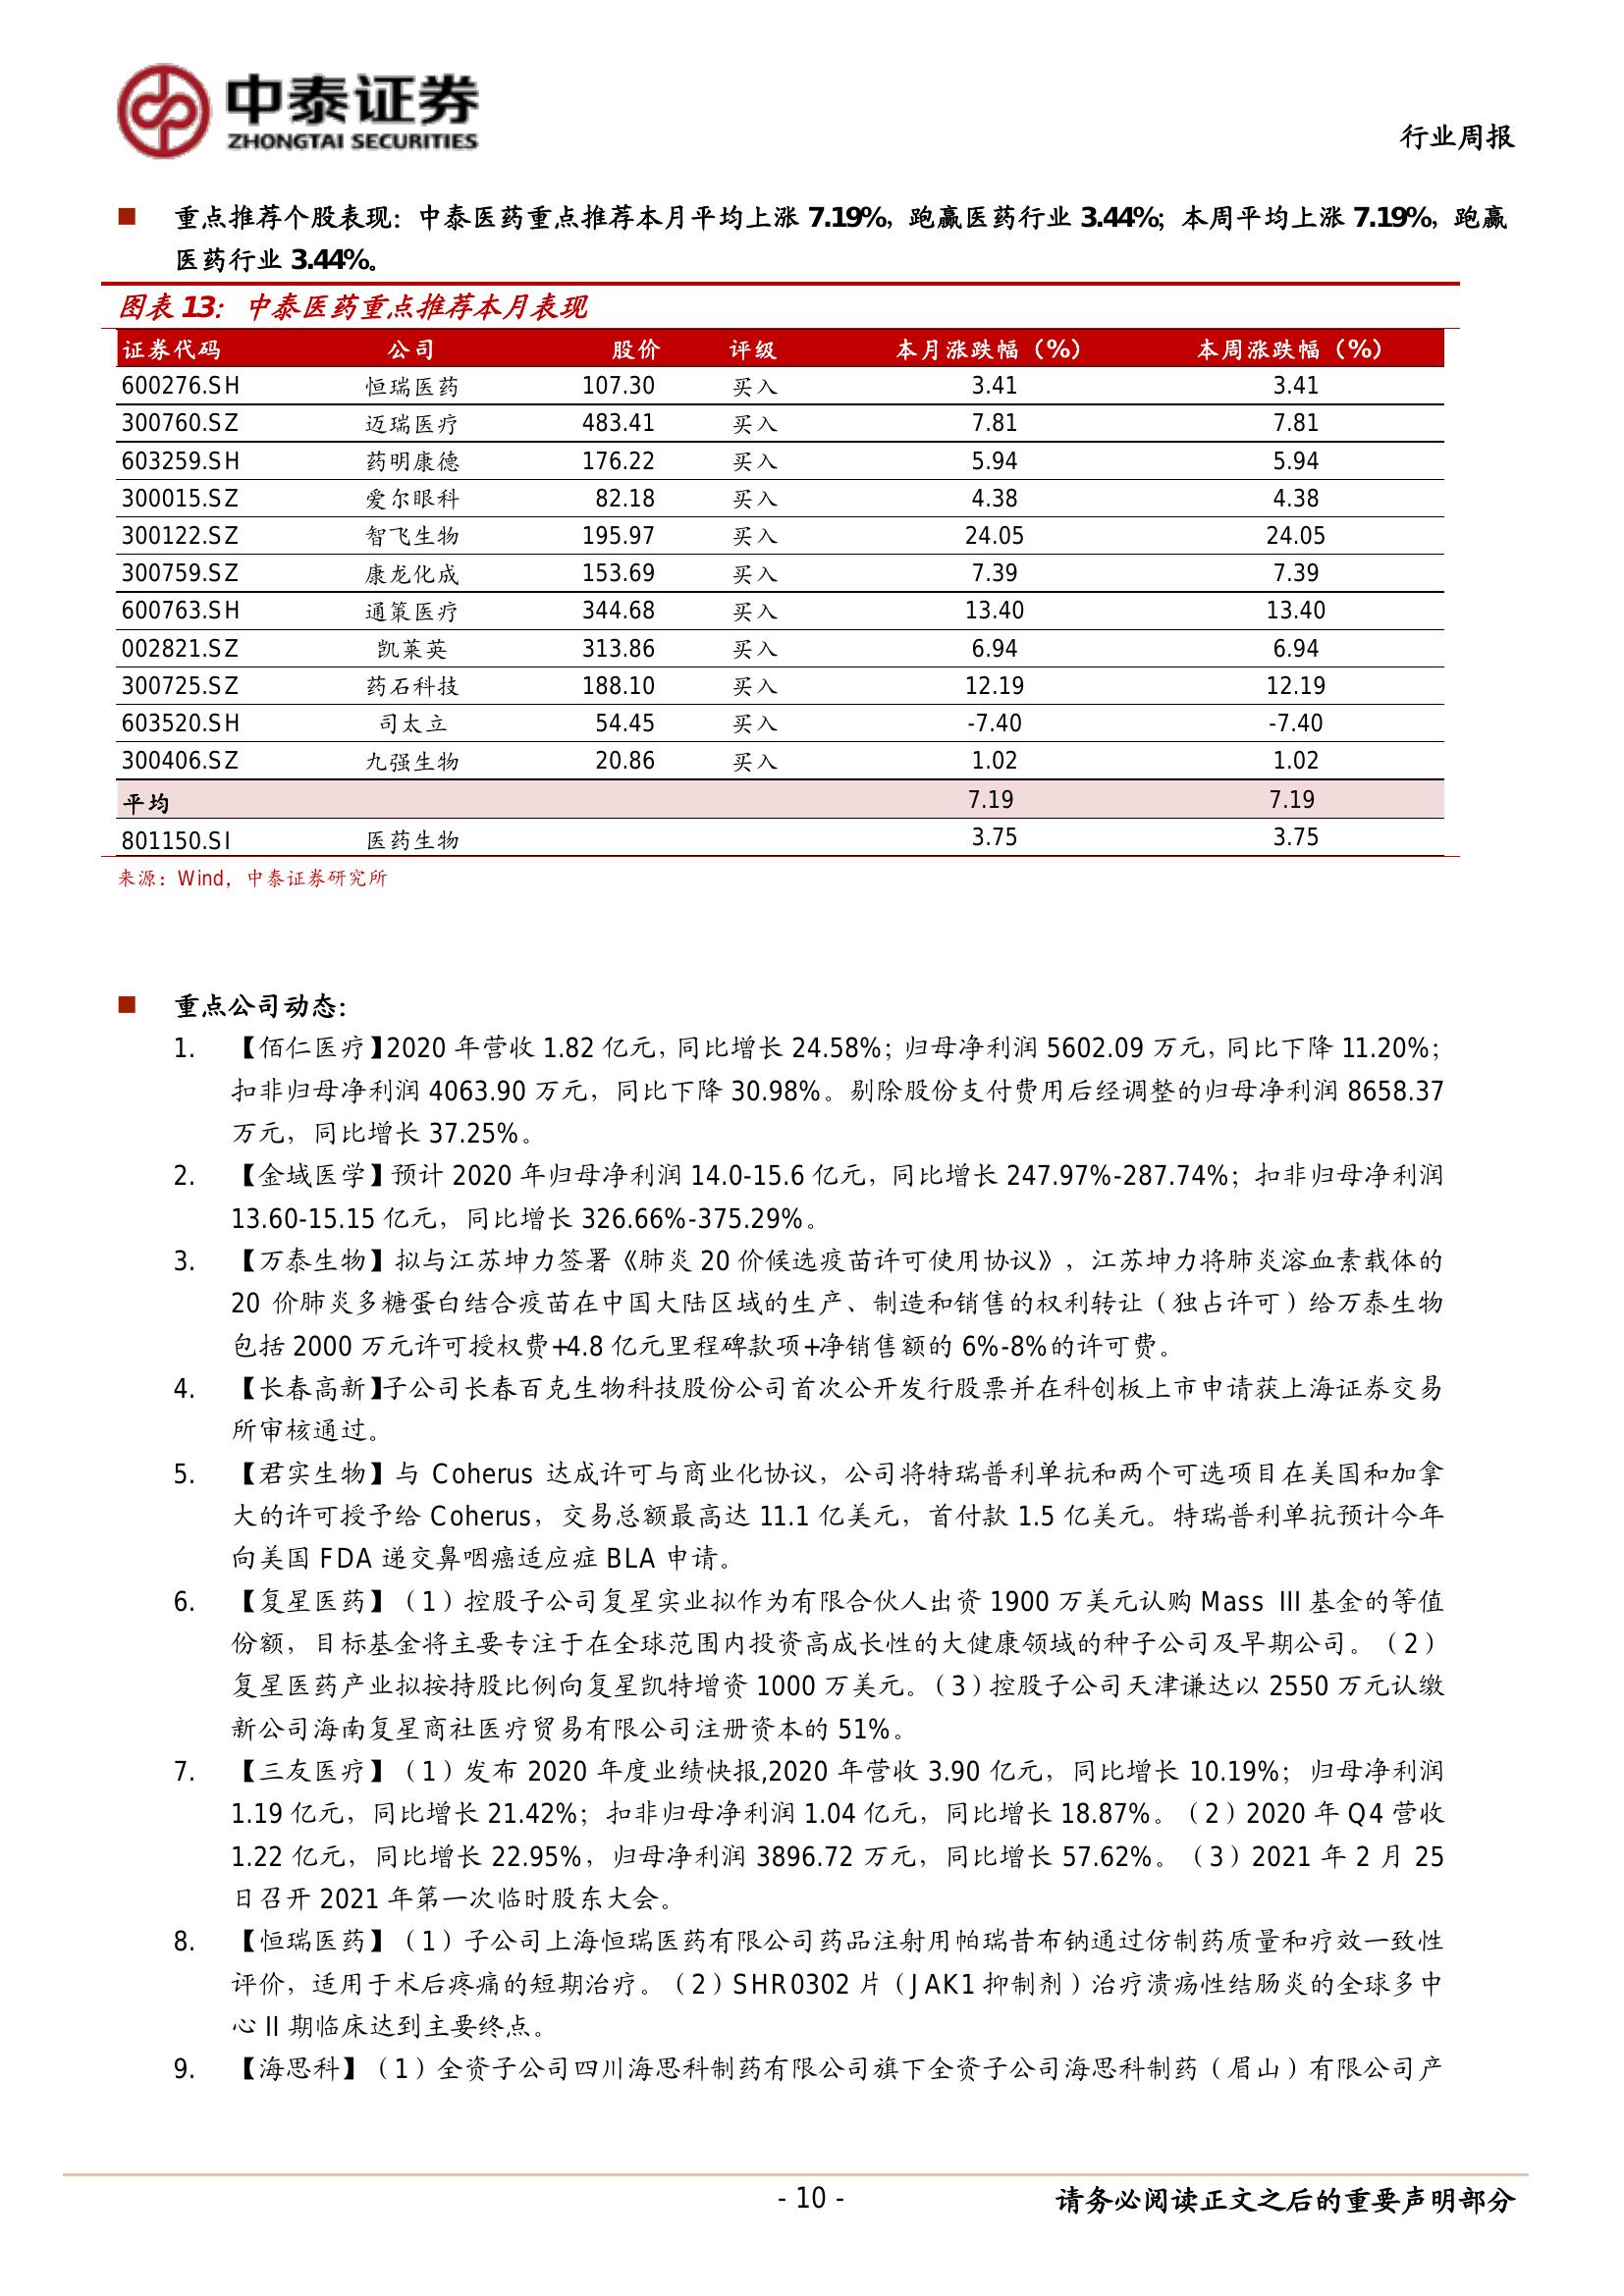 中泰证券
ZHONGTAI SECURITIES
行业周报
■ 重点推荐个股表现：中泰医药重点推荐本月平均上涨 7.19%，跑赢医药行业 3.44%；本周平均上涨 7.19%，跑赢
医药行业 3.44%。
图表 13：中泰医药重点推荐本月表现
证券代码 公司 股价 评级 本月涨跌幅（%） 本周涨跌幅（%）
600276.SH 恒瑞医药 107.30 买入 3.41 3.41
300760.SZ 迈瑞医疗 483.41 买入 7.81 7.81
603259.SH 药明康德 176.22 买入 5.94 5.94
300015.SZ 爱尔眼科 82.18 买入 4.38 4.38
300122.SZ 智飞生物 195.97 买入 24.05 24.05
300759.SZ 康龙化成 153.69 买入 7.39 7.39
600763.SH 通策医疗 344.68 买入 13.40 13.40
002821.SZ 凯莱英 313.86 买入 6.94 6.94
300725.SZ 药石科技 188.10 买入 12.19 12.19
603520.SH 司太立 54.45 买入 -7.40 -7.40
300406.SZ 九强生物 20.86 买入 1.02 1.02
平均 7.19 7.19
801150.SI 医药生物 3.75 3.75
来源：Wind，中泰证券研究所
■ 重点公司动态：
1. 【佰仁医疗】2020 年营收 1.82 亿元，同比增长 24.58%；归母净利润 5602.09 万元，同比下降 11.20%；
扣非归母净利润 4063.90 万元，同比下降 30.98%。剔除股份支付费用后经调整的归母净利润 8658.37
万元，同比增长 37.25%。
2. 【金域医学】预计 2020 年归母净利润 14.0-15.6 亿元，同比增长 247.97%-287.74%；扣非归母净利润
13.60-15.15 亿元，同比增长 326.66%-375.29%。
3. 【万泰生物】拟与江苏坤力签署《肺炎 20 价候选疫苗许可使用协议》，江苏坤力将肺炎溶血素载体的
20 价肺炎多糖蛋白结合疫苗在中国大陆区域的生产、制造和销售的权利转让（独占许可）给万泰生物
包括 2000 万元许可授权费+4.8 亿元里程碑款项+净销售额的 6%-8%的许可费。
4. 【长春高新】子公司长春百克生物科技股份公司首次公开发行股票并在科创板上市申请获上海证券交易
所审核通过。
5. 【君实生物】与 Coherus 达成许可与商业化协议，公司将特瑞普利单抗和两个可选项目在美国和加拿
大的许可授予给 Coherus，交易总额最高达 11.1 亿美元，首付款 1.5 亿美元。特瑞普利单抗预计今年
向美国 FDA 递交鼻咽癌适应症 BLA 申请。
6. 【复星医药】（1）控股子公司复星实业拟作为有限合伙人出资 1900 万美元认购 Mass III 基金的等值
份额，目标基金将主要专注于在全球范围内投资高成长性的大健康领域的种子公司及早期公司。（2）
复星医药产业拟按持股比例向复星凯特增资 1000 万美元。（3）控股子公司天津谦达以 2550 万元认缴
新公司海南复星商社医疗贸易有限公司注册资本的 51%。
7. 【三友医疗】（1）发布 2020 年度业绩快报,2020 年营收 3.90 亿元，同比增长 10.19%；归母净利润
1.19 亿元，同比增长 21.42%；扣非归母净利润 1.04 亿元，同比增长 18.87%。（2）2020 年 Q4 营收
1.22 亿元，同比增长 22.95%，归母净利润 3896.72 万元，同比增长 57.62%。（3）2021 年 2 月 25
日召开 2021 年第一次临时股东大会。
8. 【恒瑞医药】（1）子公司上海恒瑞医药有限公司药品注射用帕瑞昔布钠通过仿制药质量和疗效一致性
评价，适用于术后疼痛的短期治疗。（2）SHR0302 片（JAK1 抑制剂）治疗溃疡性结肠炎的全球多中
心 II 期临床达到主要终点。
9. 【海思科】（1）全资子公司四川海思科制药有限公司旗下全资子公司海思科制药（眉山）有限公司产
- 10 -
请务必阅读正文之后的重要声明部分